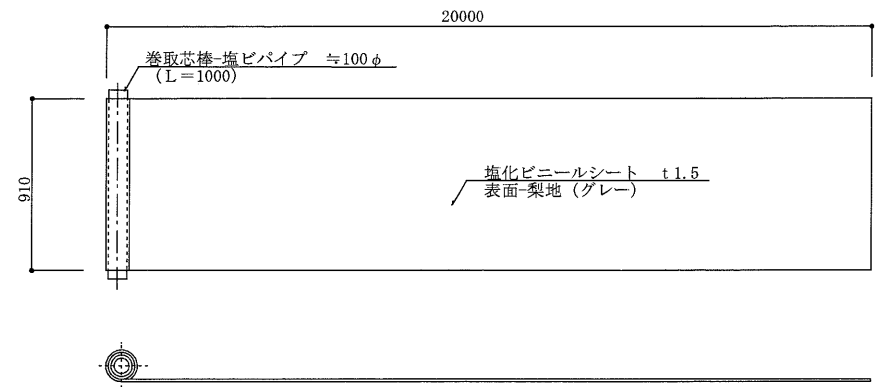 20000
巻取芯棒-塩ビパイプ ≒100φ
(L=1000)
910
塩化ビニールシート t1.5
表面-梨地(グレー)